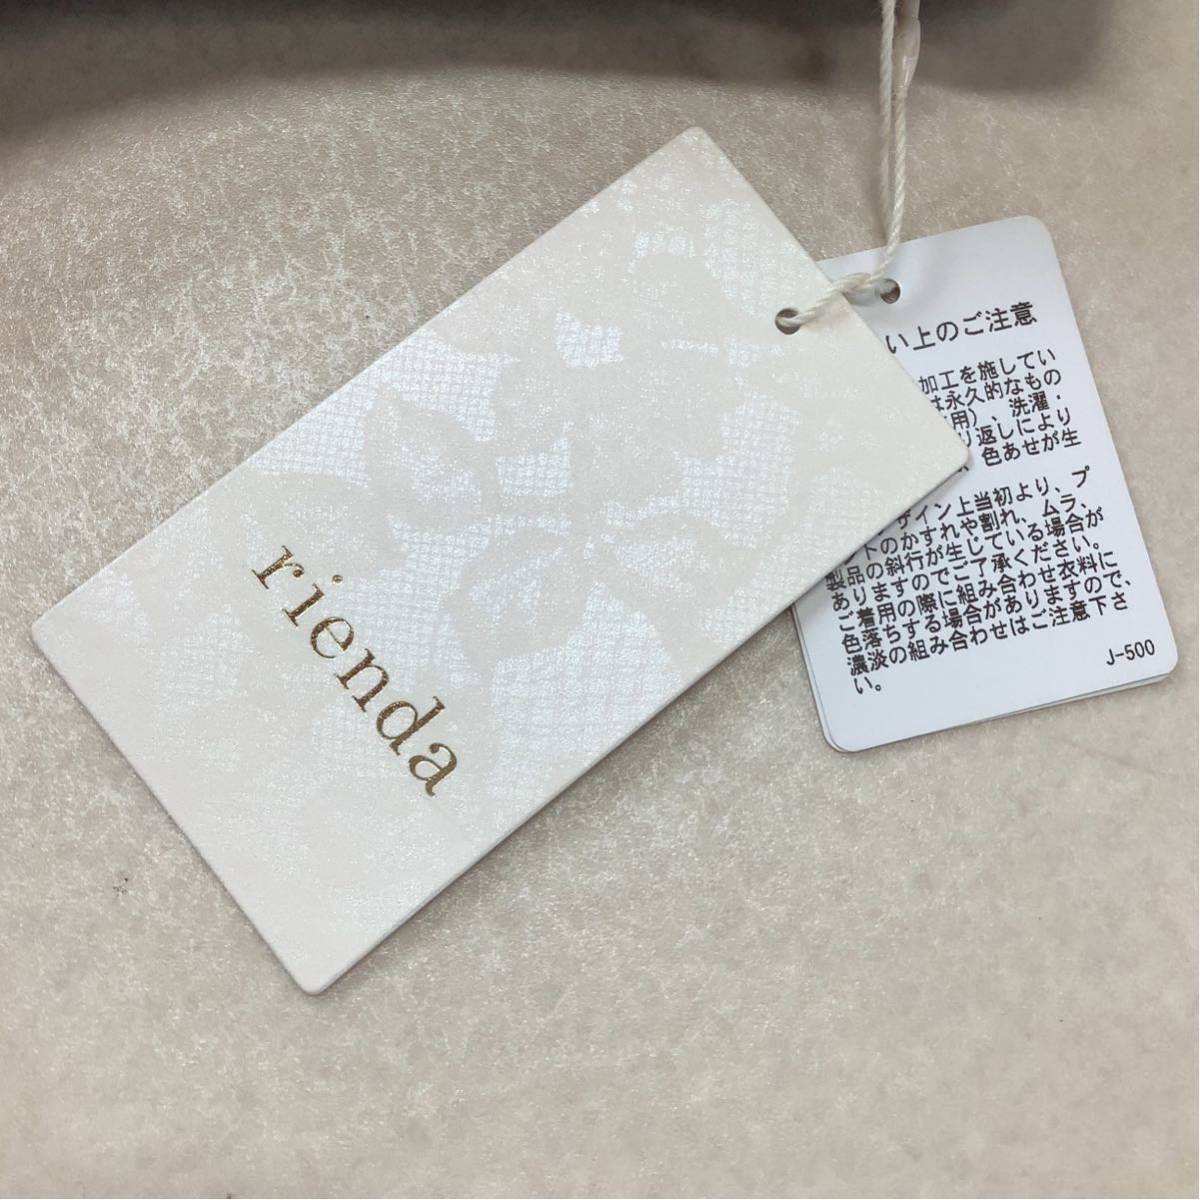 rienda
い上のご注意
加工を施してい
は永久的なもの
用）、洗濯・
り返しにより
、色あせが生
ザイン上当初より、プ
ントのかすれや割れ、ムラ、
製品の斜行が生じている場合が
ありますのでご了承ください。
ご着用の際に組み合わせ衣料に
色落ちする場合がありますので、
濃淡の組み合わせはご注意下さ
い。
J-500